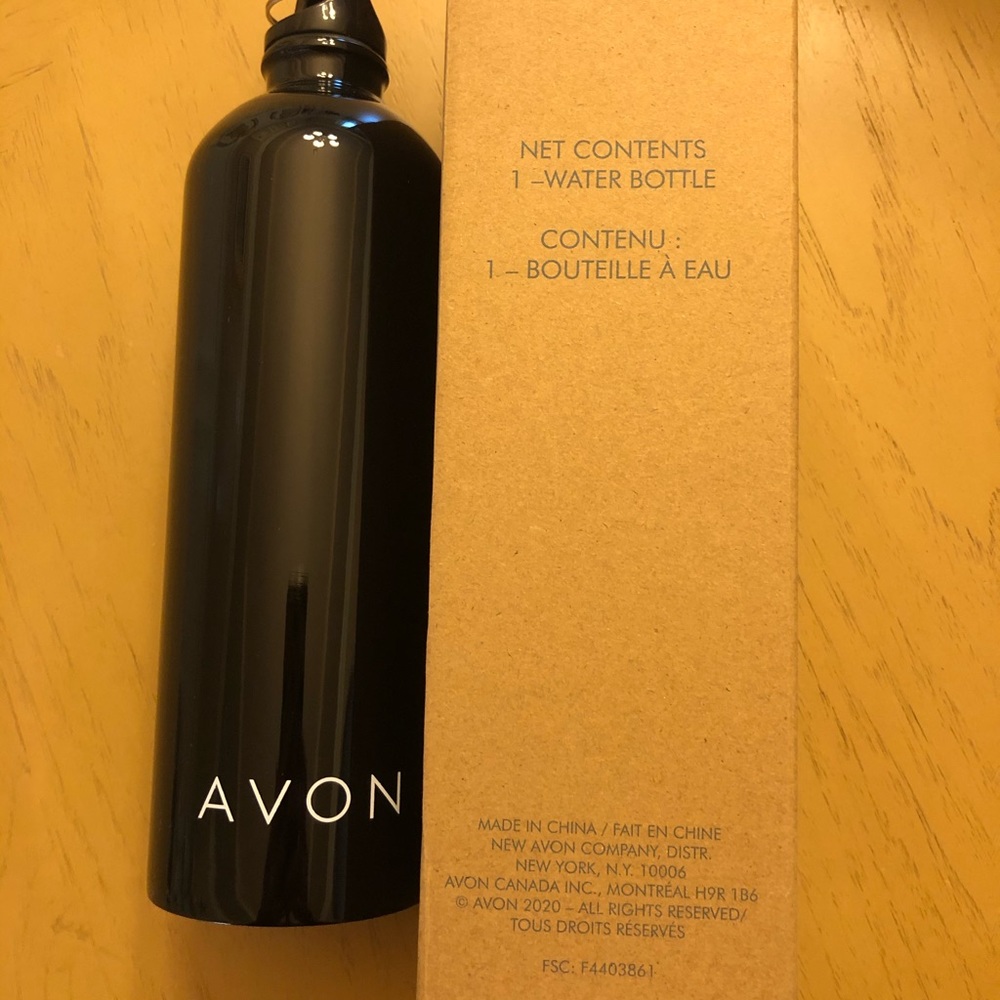 AVON
NET CONTENTS
1 –WATER BOTTLE
CONTENU :
1 – BOUTEILLE À EAU
MADE IN CHINA / FAIT EN CHINE
NEW AVON COMPANY, DISTR.
NEW YORK, N.Y. 10006
AVON CANADA INC., MONTRÉAL H9R 1B6
© AVON 2020 – ALL RIGHTS RESERVED/
TOUS DROITS RÉSERVÉS
FSC: F4403861